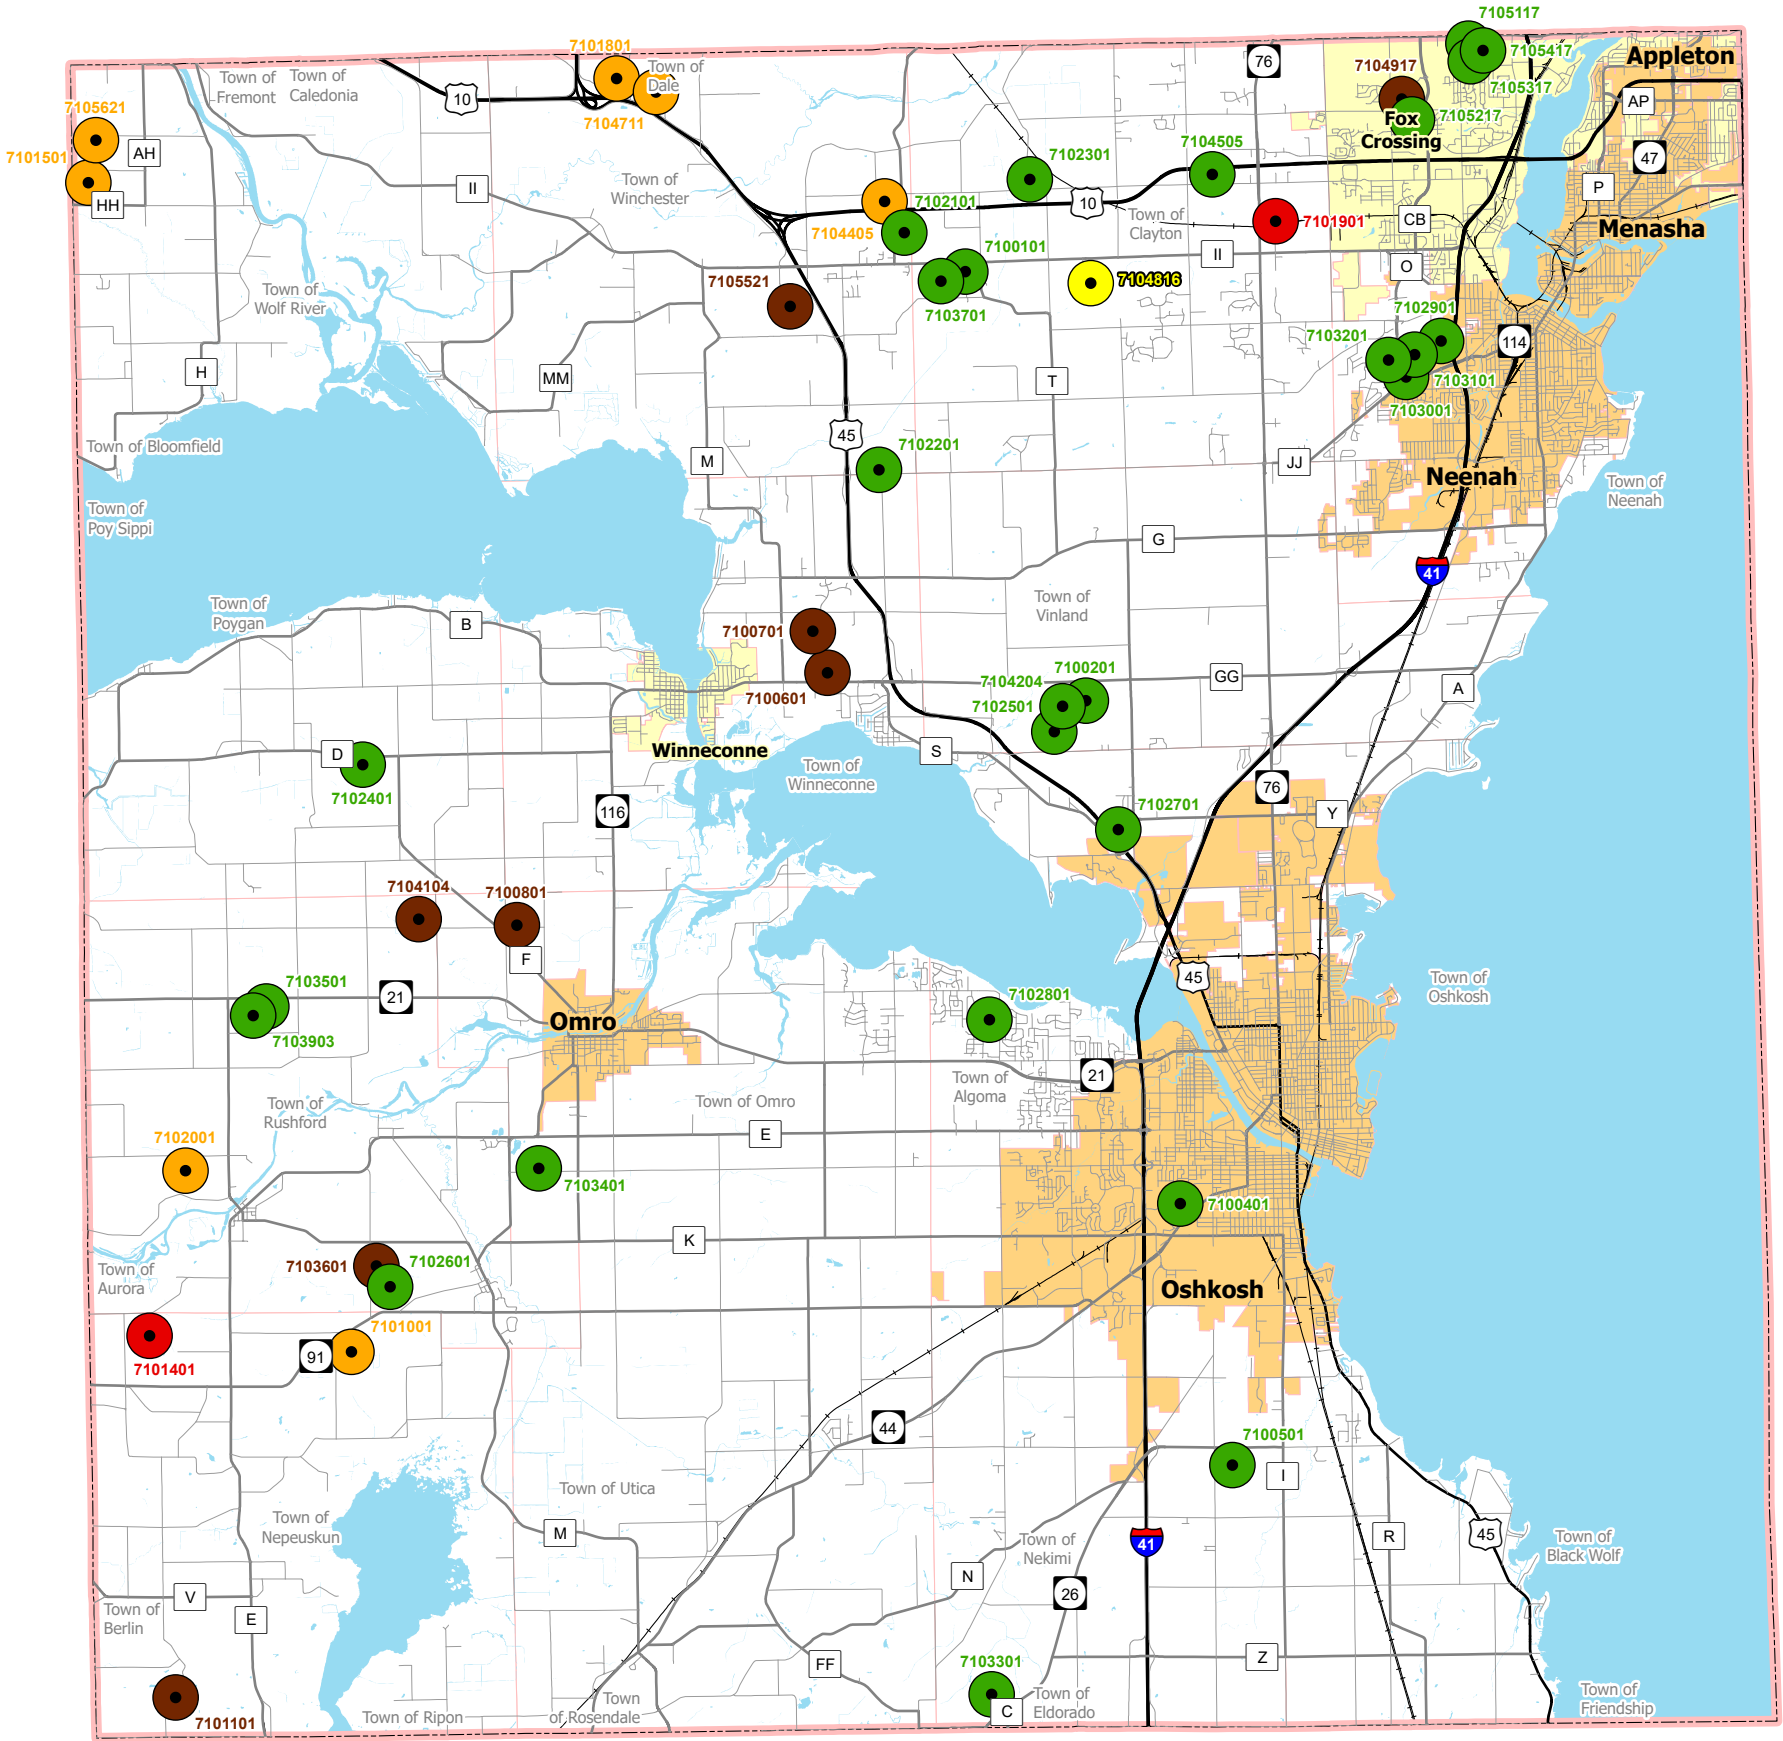 7105117
7101801
Appleton
Town of
Dale
76
7105417
7104917
Town of
Fremont
Town of
Caledonia
10
7105317
AP
7105621
7104711
Fox
Crossing
7105217
7101501
AH
7102301
7104505
47
II
Town of
Winchester
P
HH
7102101
10
Town of
Clayton
7101901
CB
Menasha
7104405
7100101
II
O
7105521
7104816
Town of
Wolf River
7103701
7102901
7103201
114
H
MM
T
7103101
7103001
45
7102201
Town of Bloomfield
M
JJ
Neenah
Town of
Neenah
Town of
Poy Sippi
G
41
Town of
Poygan
B
Town of
Vinland
7100701
7104204
7100201
GG
A
7100601
7102501
Winneconne
D
S
Town of
Winneconne
76
7102401
116
7102701
Y
7104104
7100801
F
7103501
21
45
Town of
Oshkosh
7102801
Omro
7103903
21
Town of
Algoma
Town of
Rushford
Town of Omro
E
7102001
7103401
7100401
K
7103601
7102601
Town of
Aurora
Oshkosh
7101001
91
7101401
44
7100501
I
Town of Utica
Town of
Nepeuskun
M
Town of
Nekimi
41
R
45
Town of
Black Wolf
N
26
V
Town of
Berlin
E
FF
7103301
Z
7101101
Town of Ripon
Town
of Rosendale
C
Town of
Eldorado
Town of
Friendship